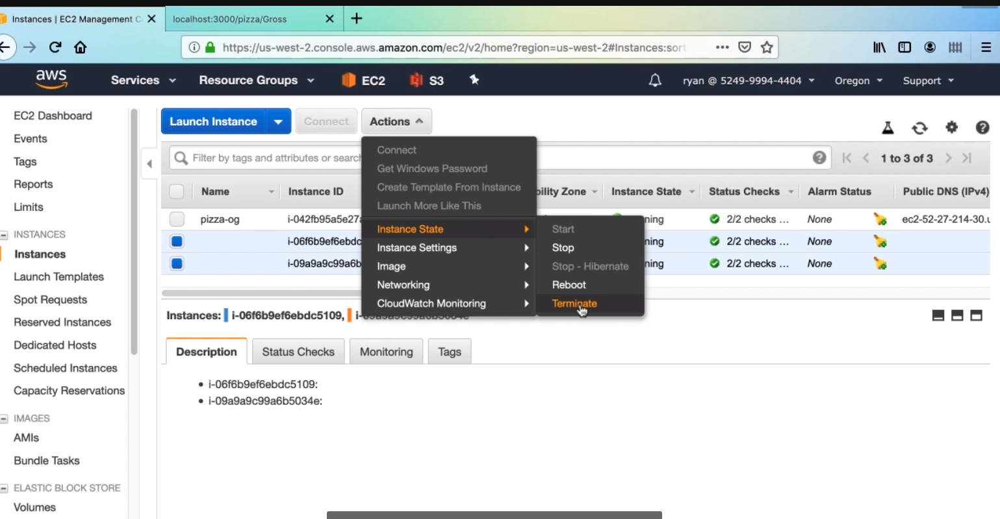 Instances | EC2 Management C
localhost:3000/pizza/Gross
https://us-west-2.console.aws.amazon.com/ec2/v2/home?region=us-west-2#Instances:sort
aws
Services
Resource Groups
EC2
S3
ryan @ 5249-9994-4404
Oregon
Support
EC2 Dashboard
Events
Tags
Reports
Limits
INSTANCES
Instances
Launch Templates
Spot Requests
Reserved Instances
Dedicated Hosts
Scheduled Instances
Capacity Reservations
IMAGES
AMIs
Bundle Tasks
ELASTIC BLOCK STORE
Volumes
Launch Instance
Connect
Actions
Filter by tags and attributes or search
1 to 3 of 3
Name
Instance ID
bility Zone
Instance State
Status Checks
Alarm Status
Public DNS (IPv4)
pizza-og
i-042fb95a5e27a
ning
2/2 checks ...
None
ec2-52-27-214-30.u
i-06f6b9ef6ebdc
ning
2/2 checks ...
None
i-09a9a9c99a6b
ning
2/2 checks ...
None
Connect
Get Windows Password
Create Template From Instance
Launch More Like This
Instance State
Instance Settings
Image
Networking
CloudWatch Monitoring
Start
Stop
Stop - Hibernate
Reboot
Terminate
Instances: i-06f6b9ef6ebdc5109,
Description
Status Checks
Monitoring
Tags
• i-06f6b9ef6ebdc5109:
• i-09a9a9c99a6b5034e: